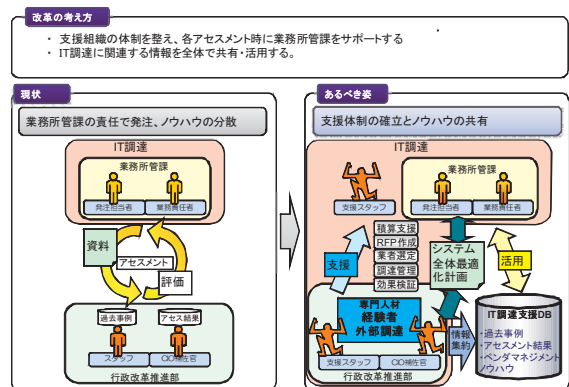 改革の考え方
・ 支援組織の体制を整え、各アセスメント時に業務所管課をサポートする
・ IT調達に関連する情報を全体で共有・活用する。
現状
業務所管課の責任で発注、ノウハウの分散
IT調達
業務所管課
発注担当者
業務責任者
資料
アセスメント
評価
過去事例
アセス結果
スタッフ
CIO補佐官
行政改革推進部
あるべき姿
支援体制の確立とノウハウの共有
IT調達
業務所管課
支援スタッフ
発注担当者
業務責任者
積算支援
RFP作成
業者選定
調達管理
効果検証
支援
システム
全体最適
化計画
活用
専門人材
経験者
外部調達
支援スタッフ
CIO補佐官
行政改革推進部
情報
集約
IT調達支援DB
・過去事例
・アセスメント結果
・ベンダマネジメント
ノウハウ